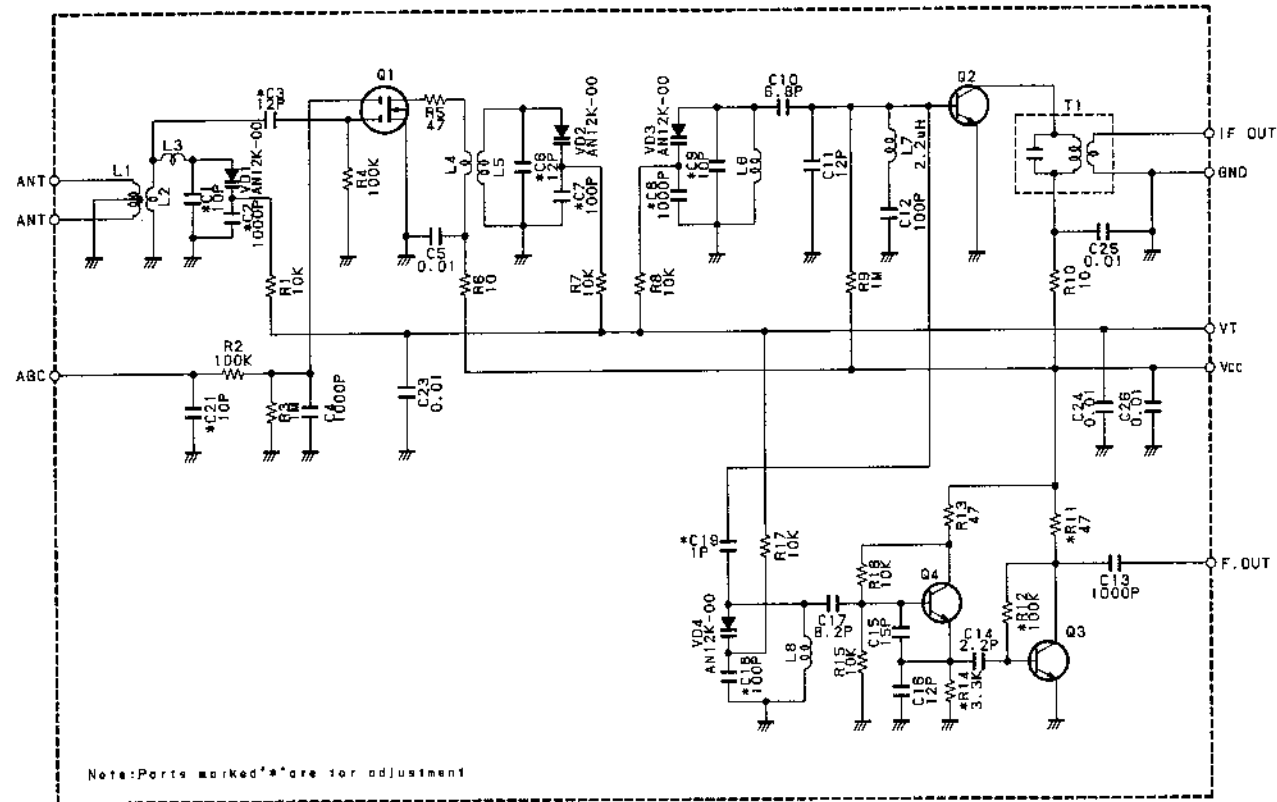 Q1
*C3
12P
R5
47
L3
L1
L2
*C1
10P
VD1
AN12K-00
*C2
1000P
ANT
ANT
R4
100K
L4
L5
*C6
12P
VD2
AN12K-00
*C7
100P
C5
0.01
R6
10
R7
10K
R1
10K
VD3
AN12K-00
*C8
1000P
*C9
10P
L6
R8
10K
C10
6.8P
C11
12P
L7
2.2uH
C12
100P
R9
1M
Q2
T1
IF OUT
GND
C25
0.01
R10
10
VT
Vcc
AGC
R2
100K
*C21
10P
R3
1M
C4
1000P
C23
0.01
C24
0.01
C26
0.01
*C19
1P
R17
10K
R16
10K
R13
47
*R11
47
Q4
F.OUT
C13
1000P
*R12
100K
Q3
VD4
AN12K-00
*C18
100P
L8
C17
8.2P
R15
10K
C15
15P
C14
2.2P
C16
12P
*R14
3.3K
Note:Parts marked"*"are for adjustment